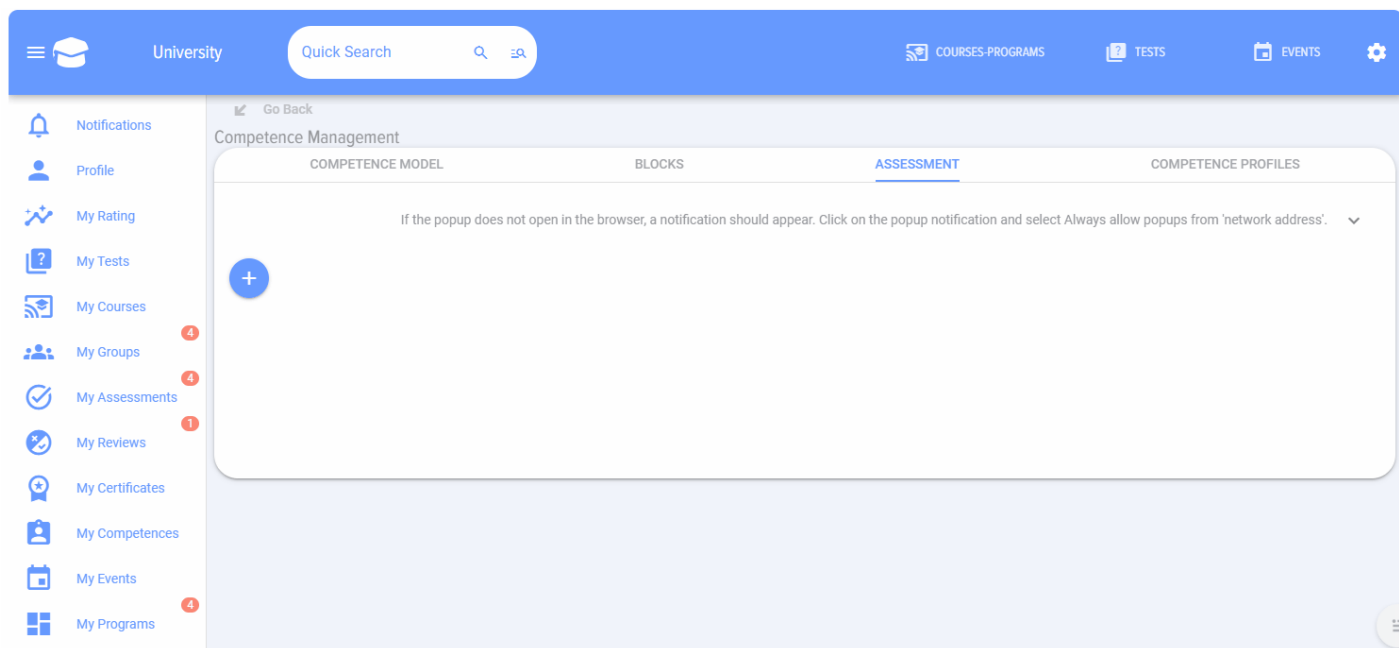 University
Quick Search
COURSES-PROGRAMS
TESTS
EVENTS
Notifications
Profile
My Rating
My Tests
My Courses
4
My Groups
4
My Assessments
1
My Reviews
My Certificates
My Competences
My Events
4
My Programs
Go Back
Competence Management
COMPETENCE MODEL
BLOCKS
ASSESSMENT
COMPETENCE PROFILES
If the popup does not open in the browser, a notification should appear. Click on the popup notification and select Always allow popups from 'network address'.